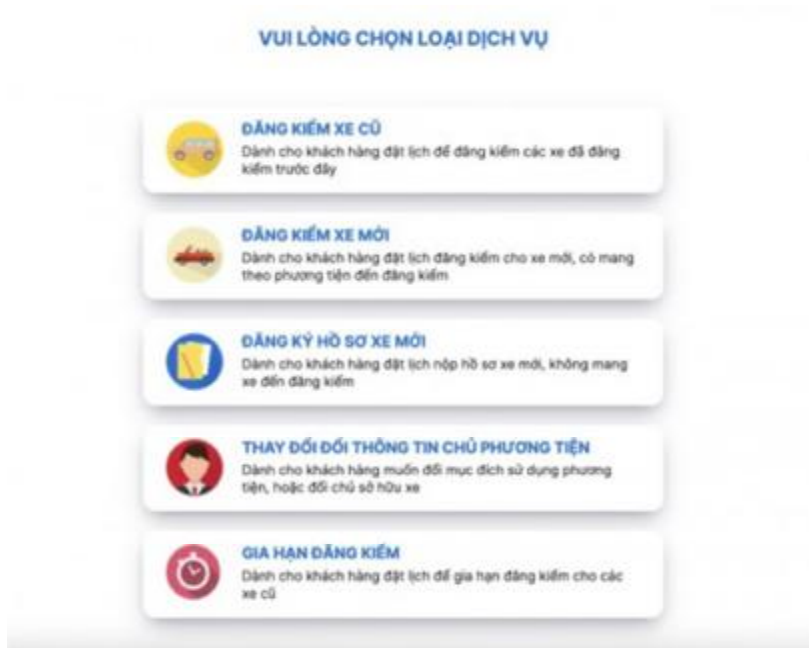 VUI LÒNG CHỌN LOẠI DỊCH VỤ
ĐĂNG KIỂM XE CŨ
Dành cho khách hàng đặt lịch để đăng kiểm các xe đã đăng
kiểm trước đây
ĐĂNG KIỂM XE MỚI
Dành cho khách hàng đặt lịch đăng kiểm cho xe mới, có mang
theo phương tiện đến đăng kiểm
ĐĂNG KÝ HỒ SƠ XE MỚI
Dành cho khách hàng đặt lịch nộp hồ sơ xe mới, không mang
xe đến đăng kiểm
THAY ĐỔI ĐỔI THÔNG TIN CHỦ PHƯƠNG TIỆN
Dành cho khách hàng muốn đổi mục đích sử dụng phương
tiện, hoặc đổi chủ sở hữu xe
GIA HẠN ĐĂNG KIỂM
Dành cho khách hàng đặt lịch để gia hạn đăng kiểm cho các
xe cũ